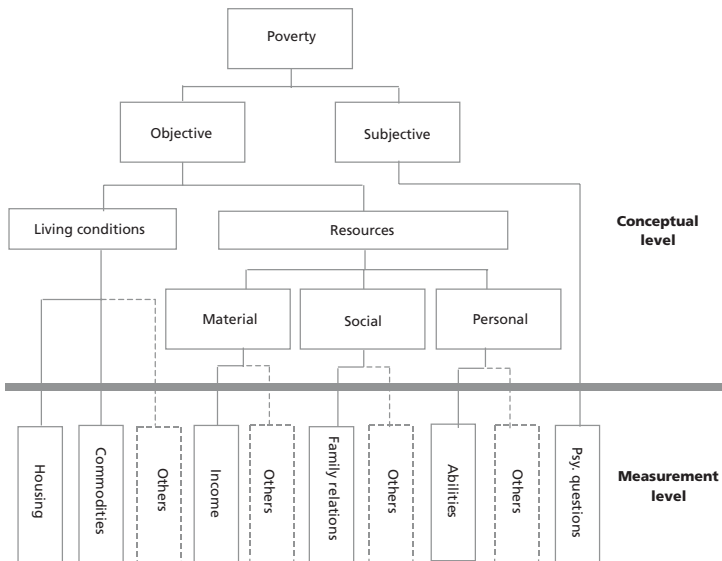 Poverty
Objective
Subjective
Living conditions
Resources
Conceptual
level
Material
Social
Personal
Housing
Commodities
Others
Income
Others
Family relations
Others
Abilities
Others
Psy. questions
Measurement
level